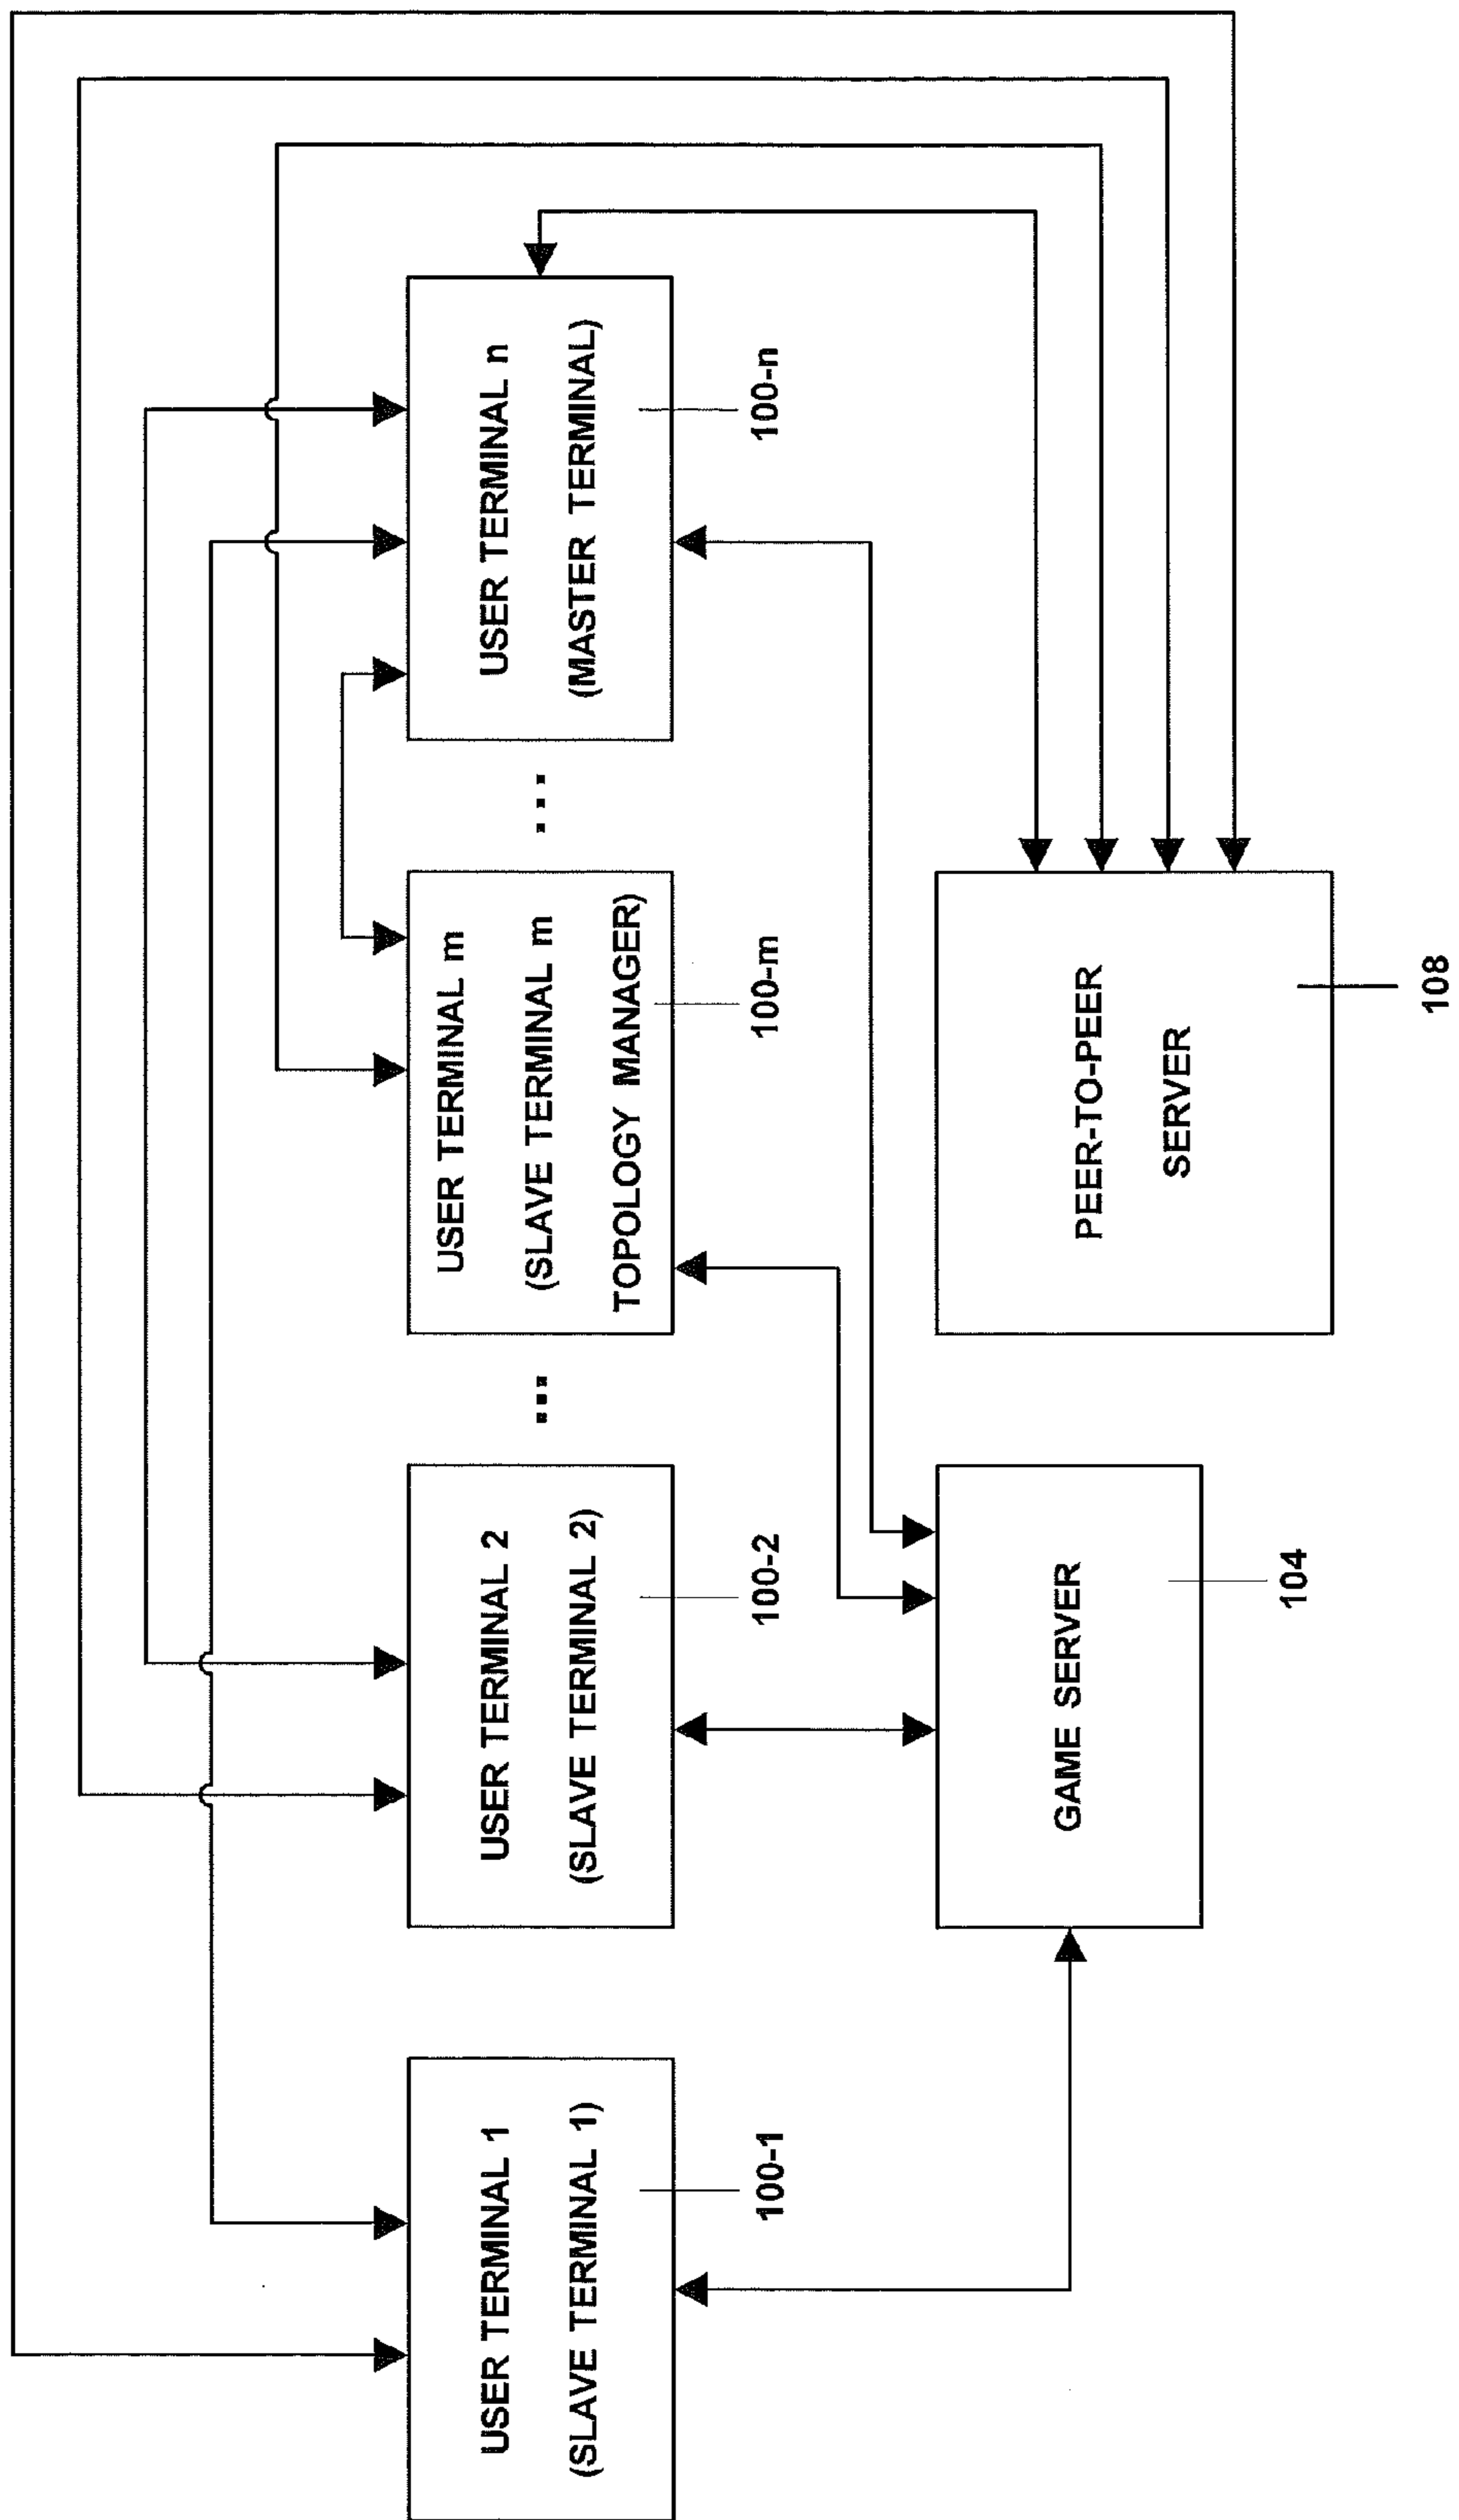 USER TERMINAL 1
(SLAVE TERMINAL 1)
100-1
USER TERMINAL 2
(SLAVE TERMINAL 2)
100-2
...
USER TERMINAL m
(SLAVE TERMINAL m
TOPOLOGY MANAGER)
100-m
...
USER TERMINAL n
(MASTER TERMINAL)
100-n
GAME SERVER
104
PEER-TO-PEER
SERVER
108